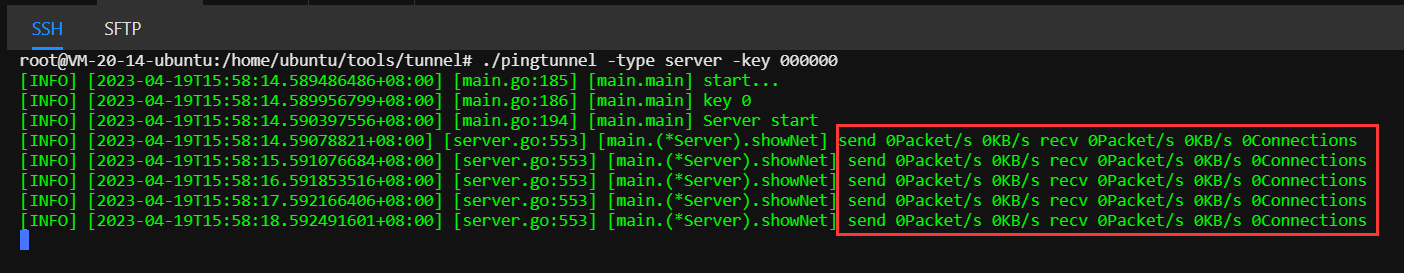 SSH SFTP
root@VM-20-14-ubuntu:/home/ubuntu/tools/tunnel# ./pingtunnel -type server -key 000000
[INFO] [2023-04-19T15:58:14.589486486+08:00] [main.go:185] [main.main] start...
[INFO] [2023-04-19T15:58:14.589956799+08:00] [main.go:186] [main.main] key 0
[INFO] [2023-04-19T15:58:14.590397556+08:00] [main.go:194] [main.main] Server start
[INFO] [2023-04-19T15:58:14.59078821+08:00] [server.go:553] [main.(*Server).showNet] send 0Packet/s 0KB/s recv 0Packet/s 0KB/s 0Connections
[INFO] [2023-04-19T15:58:15.591076684+08:00] [server.go:553] [main.(*Server).showNet] send 0Packet/s 0KB/s recv 0Packet/s 0KB/s 0Connections
[INFO] [2023-04-19T15:58:16.591853516+08:00] [server.go:553] [main.(*Server).showNet] send 0Packet/s 0KB/s recv 0Packet/s 0KB/s 0Connections
[INFO] [2023-04-19T15:58:17.592166406+08:00] [server.go:553] [main.(*Server).showNet] send 0Packet/s 0KB/s recv 0Packet/s 0KB/s 0Connections
[INFO] [2023-04-19T15:58:18.592491601+08:00] [server.go:553] [main.(*Server).showNet] send 0Packet/s 0KB/s recv 0Packet/s 0KB/s 0Connections